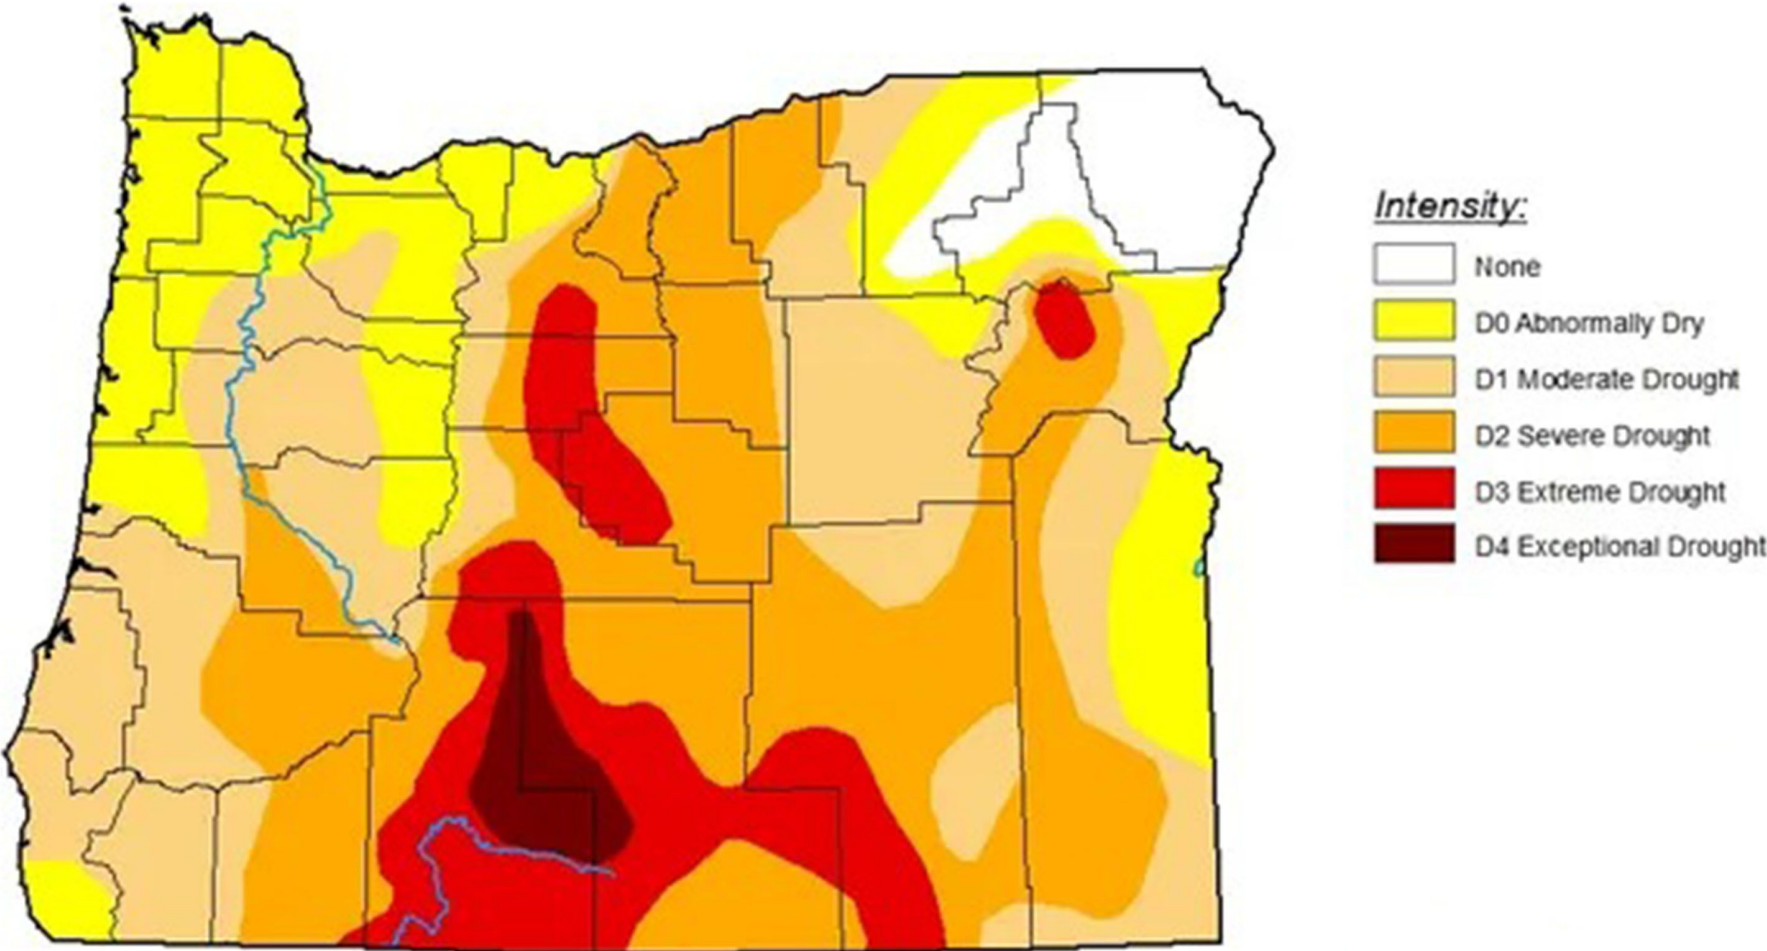 Intensity:
None
D0 Abnormally Dry
D1 Moderate Drought
D2 Severe Drought
D3 Extreme Drought
D4 Exceptional Drought